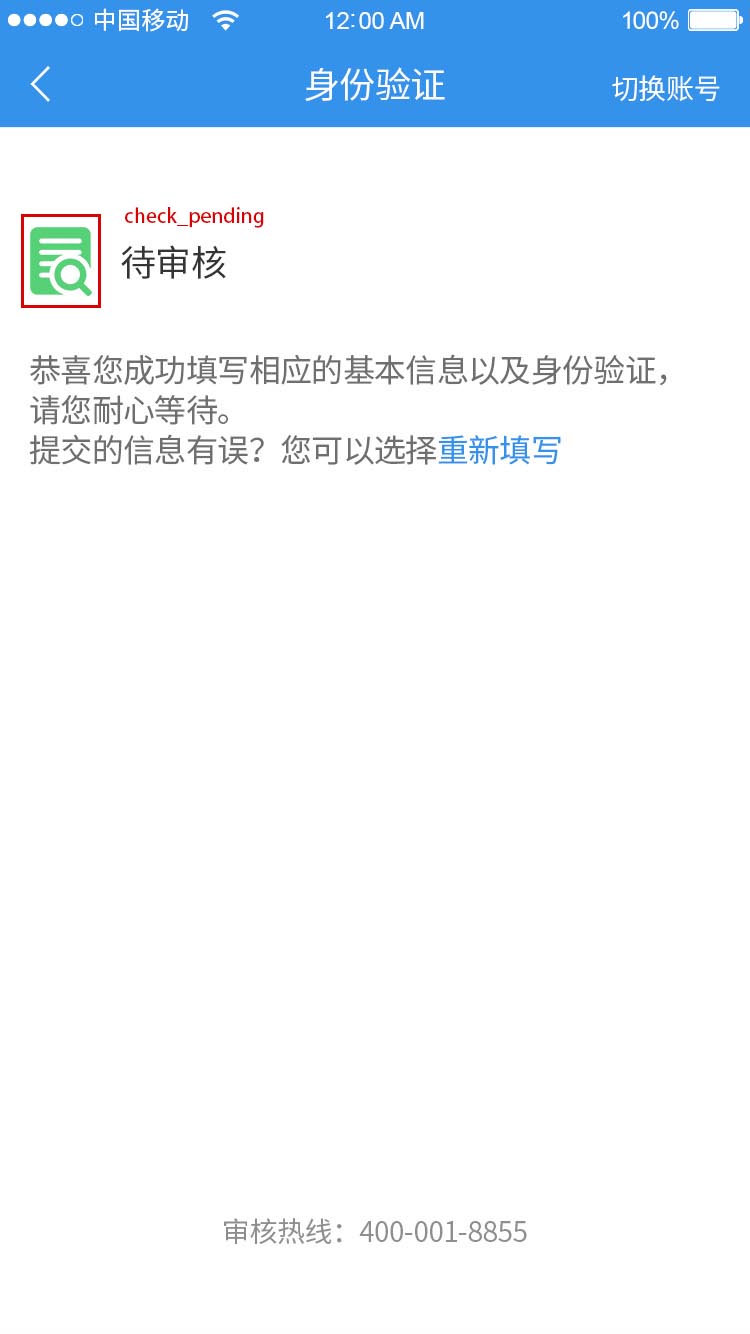 中国移动 12:00 AM 100%
身份验证 切换账号
check_pending
待审核
恭喜您成功填写相应的基本信息以及身份验证，
请您耐心等待。
提交的信息有误？您可以选择重新填写
审核热线：400-001-8855